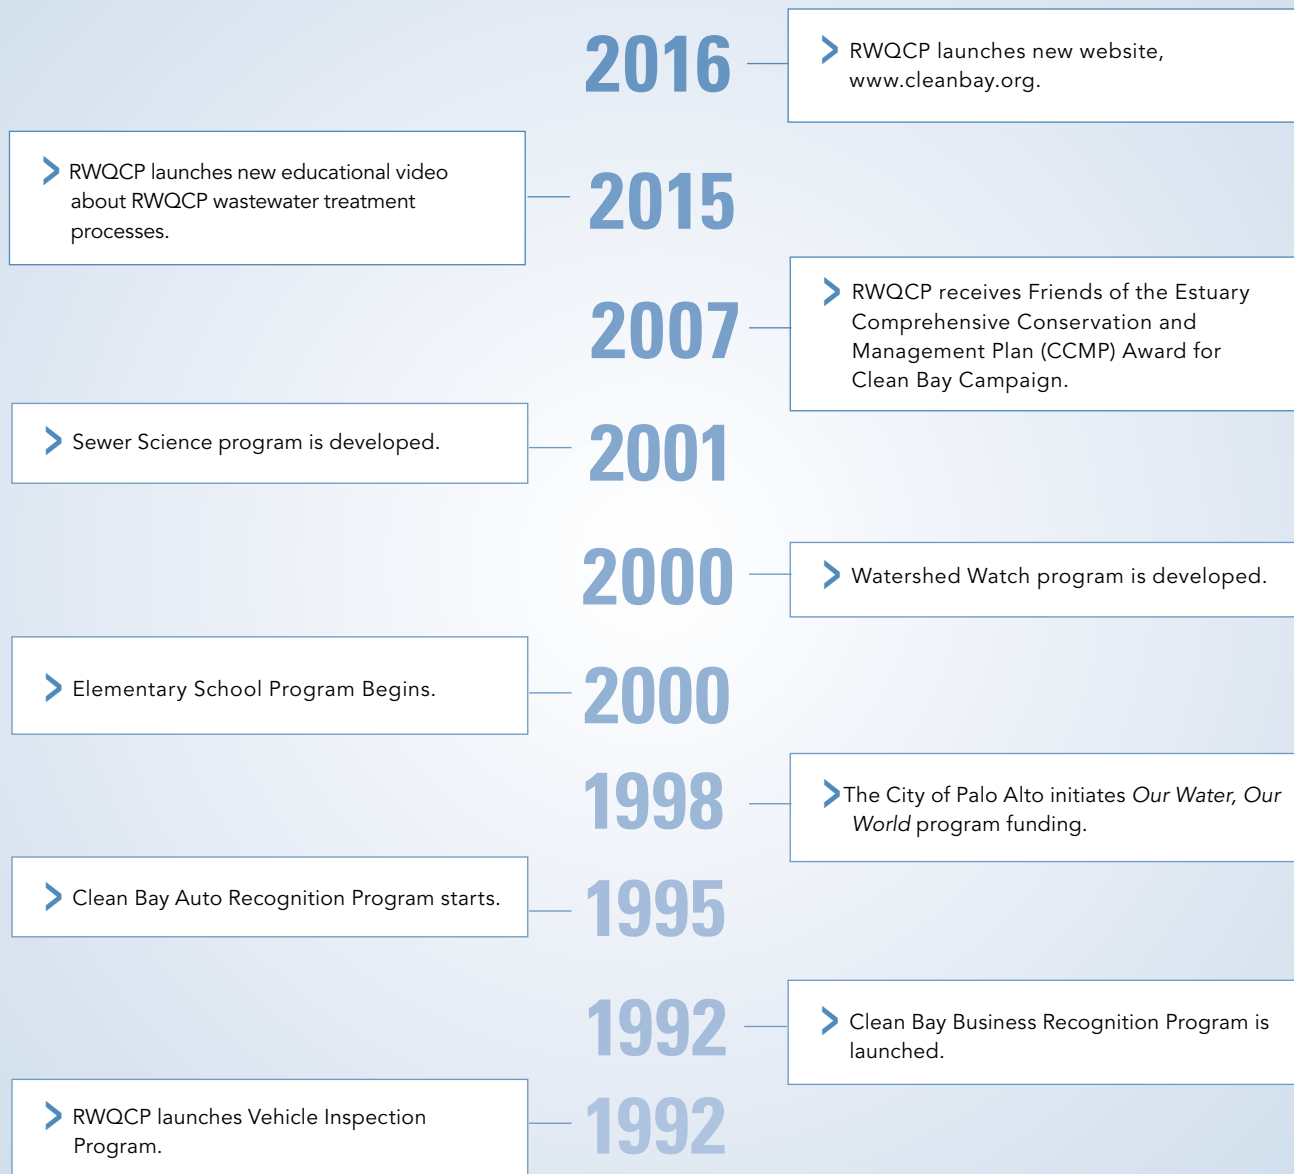 2016
> RWQCP launches new website,
www.cleanbay.org.
> RWQCP launches new educational video
about RWQCP wastewater treatment
processes.
2015
2007
> RWQCP receives Friends of the Estuary
Comprehensive Conservation and
Management Plan (CCMP) Award for
Clean Bay Campaign.
> Sewer Science program is developed.
2001
2000
> Watershed Watch program is developed.
> Elementary School Program Begins.
2000
1998
> The City of Palo Alto initiates Our Water, Our
World program funding.
> Clean Bay Auto Recognition Program starts.
1995
1992
> Clean Bay Business Recognition Program is
launched.
> RWQCP launches Vehicle Inspection
Program.
1992